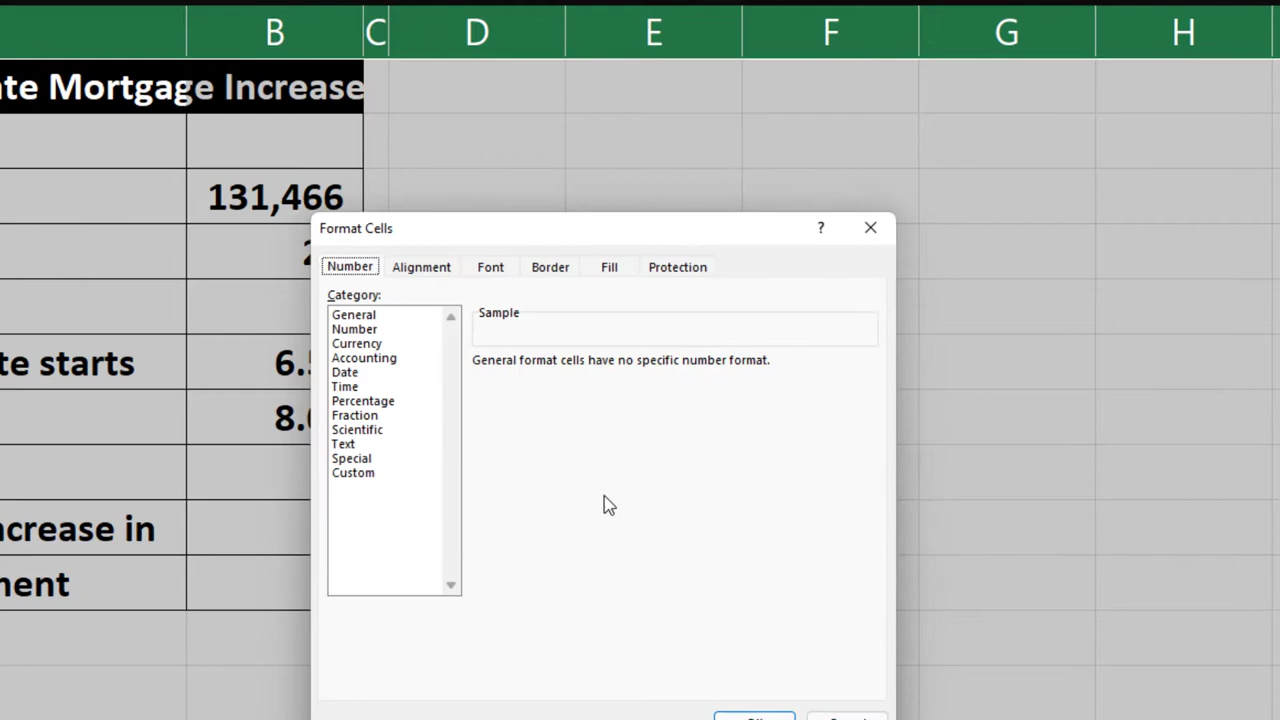 B C D E F G H
te Mortgage Increase
131,466
Format Cells ?
Number Alignment Font Border Fill Protection
Category:
General
Number
Currency
Accounting
Date
Time
Percentage
Fraction
Scientific
Text
Special
Custom
Sample
General format cells have no specific number format.
te starts 6.
8.
crease in
ent